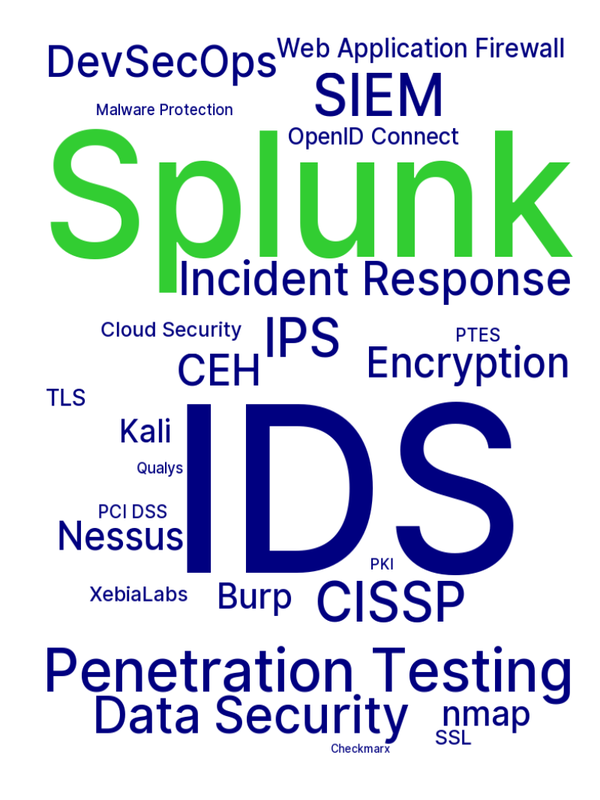 DevSecOps
Web Application Firewall
SIEM
Malware Protection
OpenID Connect
Splunk
Incident Response
Cloud Security
IPS
PTES
CEH
Encryption
TLS
Kali
IDS
Qualys
PCI DSS
Nessus
PKI
XebiaLabs
Burp
CISSP
Penetration Testing
Data Security
nmap
SSL
Checkmarx